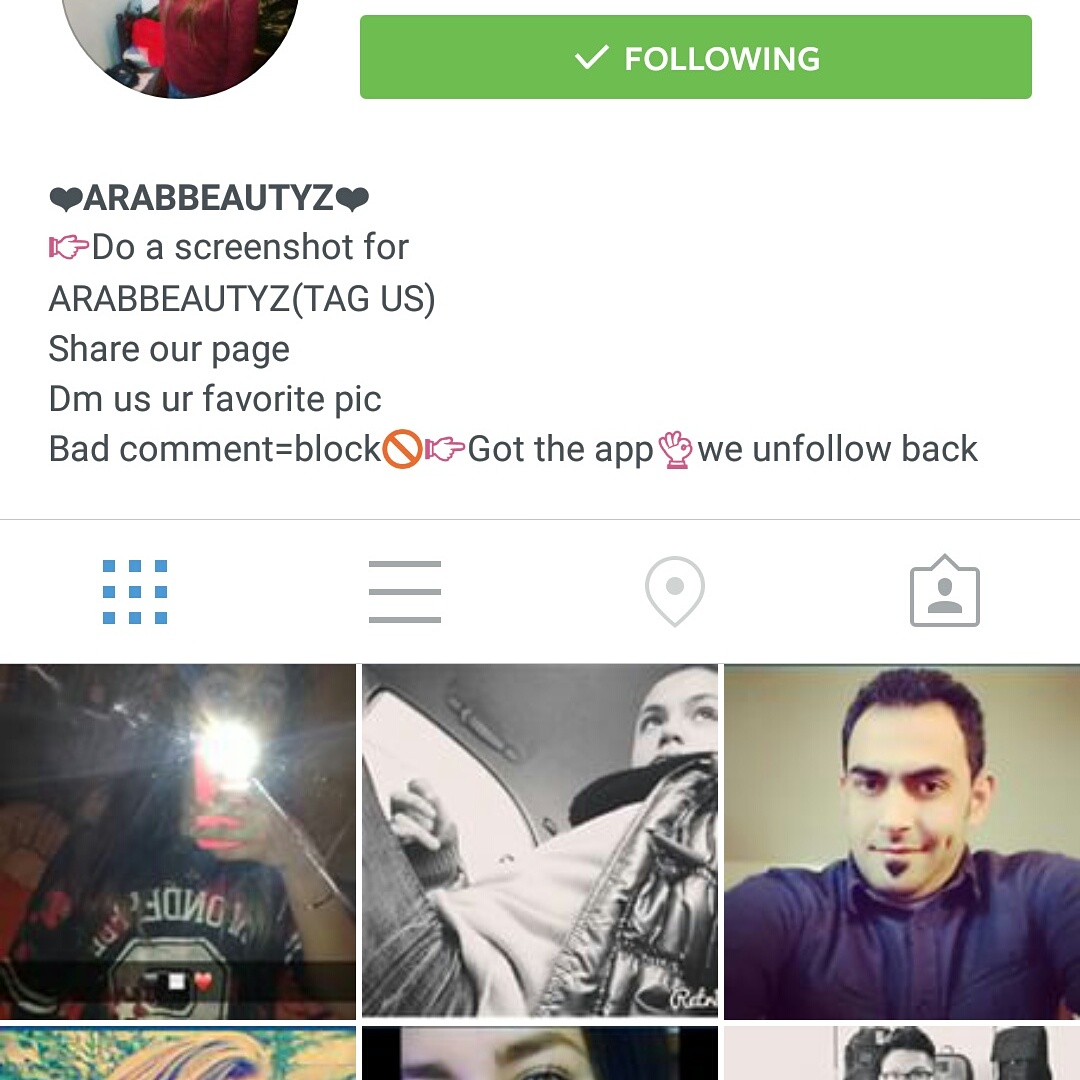 ✓ FOLLOWING
❤ARABBEAUTYZ❤
👉Do a screenshot for
ARABBEAUTYZ(TAG US)
Share our page
Dm us ur favorite pic
Bad comment=block🚫👉Got the app👌we unfollow back